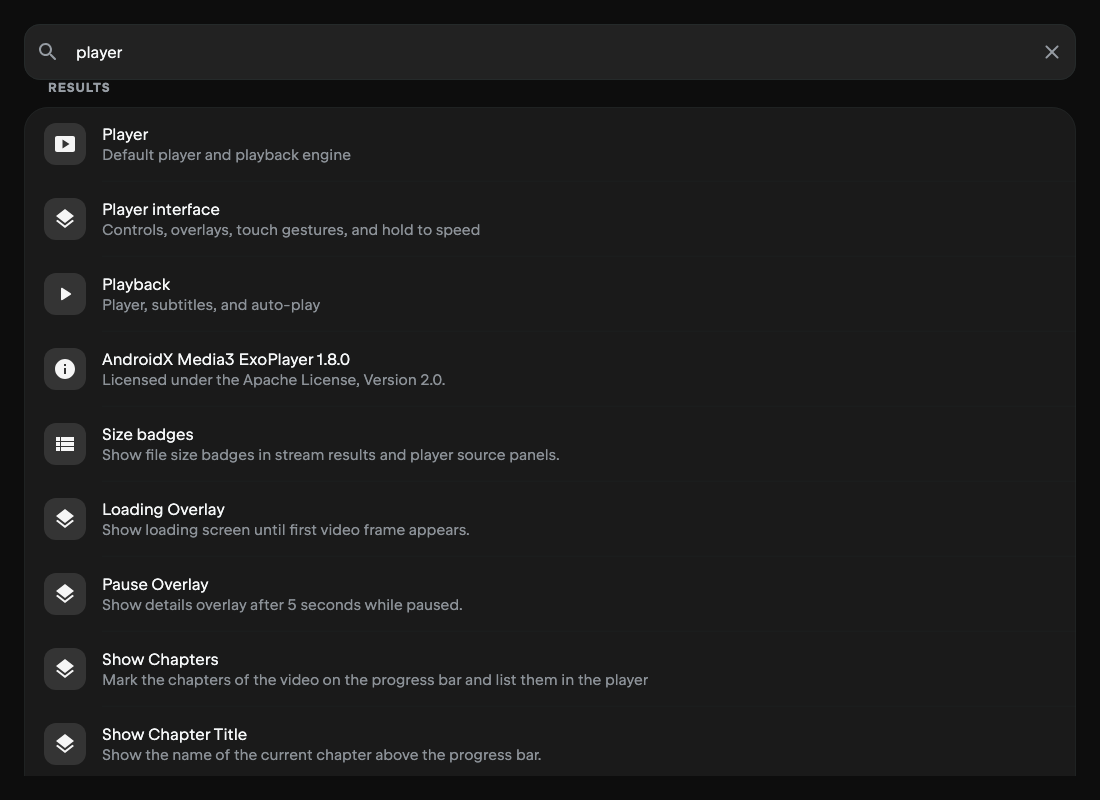 player
RESULTS
Player
Default player and playback engine
Player interface
Controls, overlays, touch gestures, and hold to speed
Playback
Player, subtitles, and auto-play
AndroidX Media3 ExoPlayer 1.8.0
Licensed under the Apache License, Version 2.0.
Size badges
Show file size badges in stream results and player source panels.
Loading Overlay
Show loading screen until first video frame appears.
Pause Overlay
Show details overlay after 5 seconds while paused.
Show Chapters
Mark the chapters of the video on the progress bar and list them in the player
Show Chapter Title
Show the name of the current chapter above the progress bar.